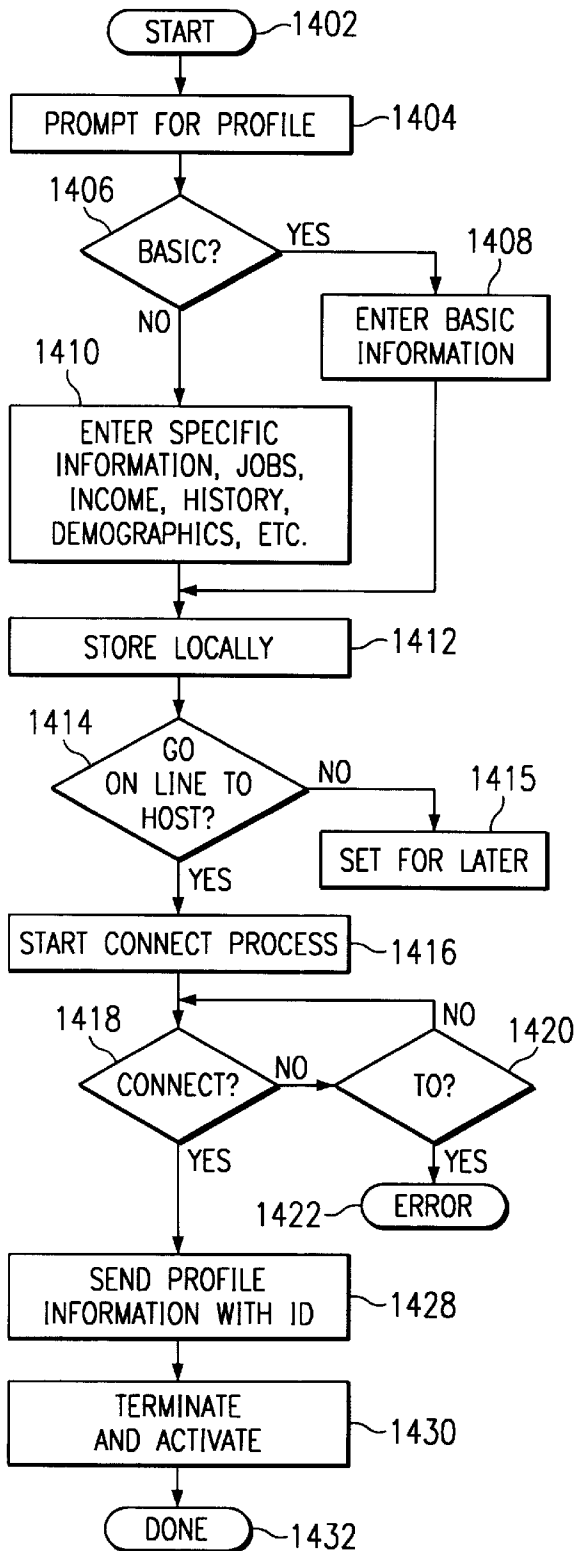 START
1402
PROMPT FOR PROFILE
1404
1406
BASIC?
YES
NO
1408
ENTER BASIC
INFORMATION
1410
ENTER SPECIFIC
INFORMATION, JOBS,
INCOME, HISTORY,
DEMOGRAPHICS, ETC.
STORE LOCALLY
1412
1414
GO
ON LINE TO
HOST?
NO
YES
1415
SET FOR LATER
START CONNECT PROCESS
1416
1418
CONNECT?
NO
YES
NO
1420
TO?
YES
1422
ERROR
SEND PROFILE
INFORMATION WITH ID
1428
TERMINATE
AND ACTIVATE
1430
DONE
1432